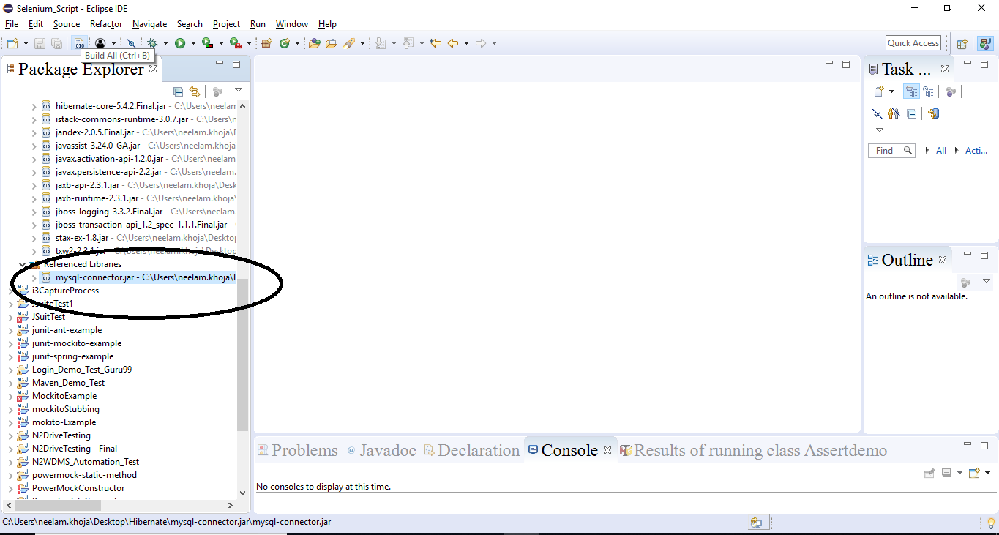 Selenium_Script - Eclipse IDE
File Edit Source Refactor Navigate Search Project Run Window Help
Quick Access
Build All (Ctrl+B)
Package Explorer
hibernate-core-5.4.2.Final.jar - C:\Users\neelam
istack-commons-runtime-3.0.7.jar - C:\Users\n
jandex-2.0.5.Final.jar - C:\Users\neelam.khoja\D
javassist-3.24.0-GA.jar - C:\Users\neelam.khoja\
javax.activation-api-1.2.0.jar - C:\Users\neelam
javax.persistence-api-2.2.jar - C:\Users\neelam.
jaxb-api-2.3.1.jar - C:\Users\neelam.khoja\Desk
jaxb-runtime-2.3.1.jar - C:\Users\neelam.khoja\
jboss-logging-3.3.2.Final.jar - C:\Users\neelam
jboss-transaction-api_1.2_spec-1.1.1.Final.jar -
stax-ex-1.8.jar - C:\Users\neelam.khoja\Desktop
txw2-2.3.1.jar - C:\Users\neelam.khoja\Desktop
Referenced Libraries
mysql-connector.jar - C:\Users\neelam.khoja\D
i3CaptureProcess
JSuiteTest1
JSuitTest
junit-ant-example
junit-mockito-example
junit-spring-example
Login_Demo_Test_Guru99
Maven_Demo_Test
MockitoExample
mockitoStubbing
mokito-Example
N2DriveTesting
N2DriveTesting - Final
N2WDMS_Automation_Test
powermock-static-method
PowerMockConstructor
Task ...
Find All Acti...
Outline
An outline is not available.
Problems Javadoc Declaration Console Results of running class Assertdemo
No consoles to display at this time.
C:\Users\neelam.khoja\Desktop\Hibernate\mysql-connector.jar\mysql-connector.jar